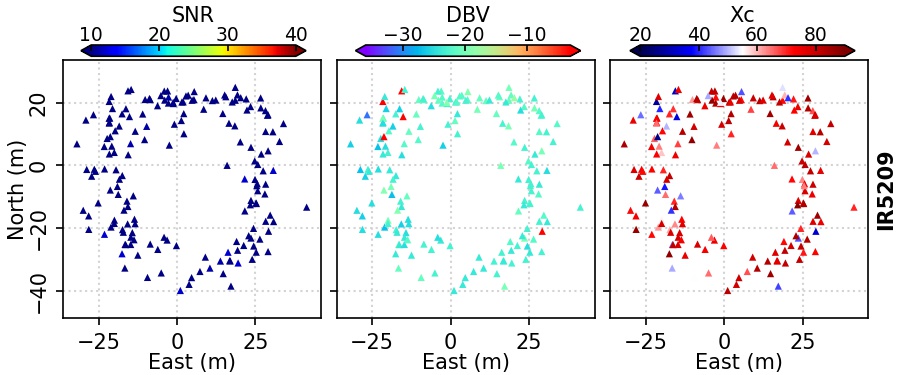 SNR DBV Xc
10 20 30 40 −30 −20 −10 20 40 60 80
20
0
−20
−40
North (m)
−25 0 25 −25 0 25 −25 0 25
East (m) East (m) East (m)
IR5209